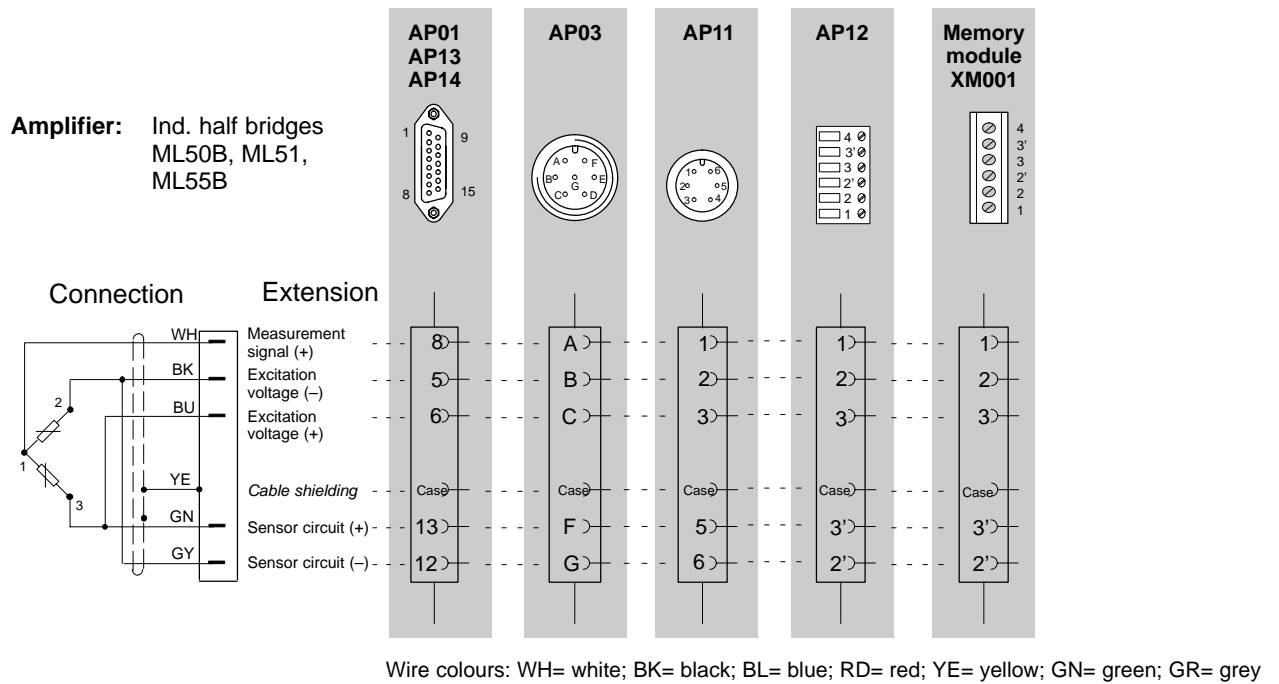 AP01
AP13
AP14
AP03
AP11
AP12
Memory
module
XM001
Amplifier: Ind. half bridges
ML50B, ML51,
ML55B
1 9
8 15
A F
B E
G
C D
1 6
2 5
3 4
4
3'
3
2'
2
1
4
3'
3
2'
2
1
Connection Extension
WH Measurement
signal (+) 8 A 1 1 1
BK Excitation
voltage (–) 5 B 2 2 2
BU Excitation
voltage (+) 6 C 3 3 3
2
1
3
YE Cable shielding Case Case Case Case Case
GN Sensor circuit (+) 13 F 5 3’ 3’
GY Sensor circuit (–) 12 G 6 2’ 2’
Wire colours: WH= white; BK= black; BL= blue; RD= red; YE= yellow; GN= green; GR= grey